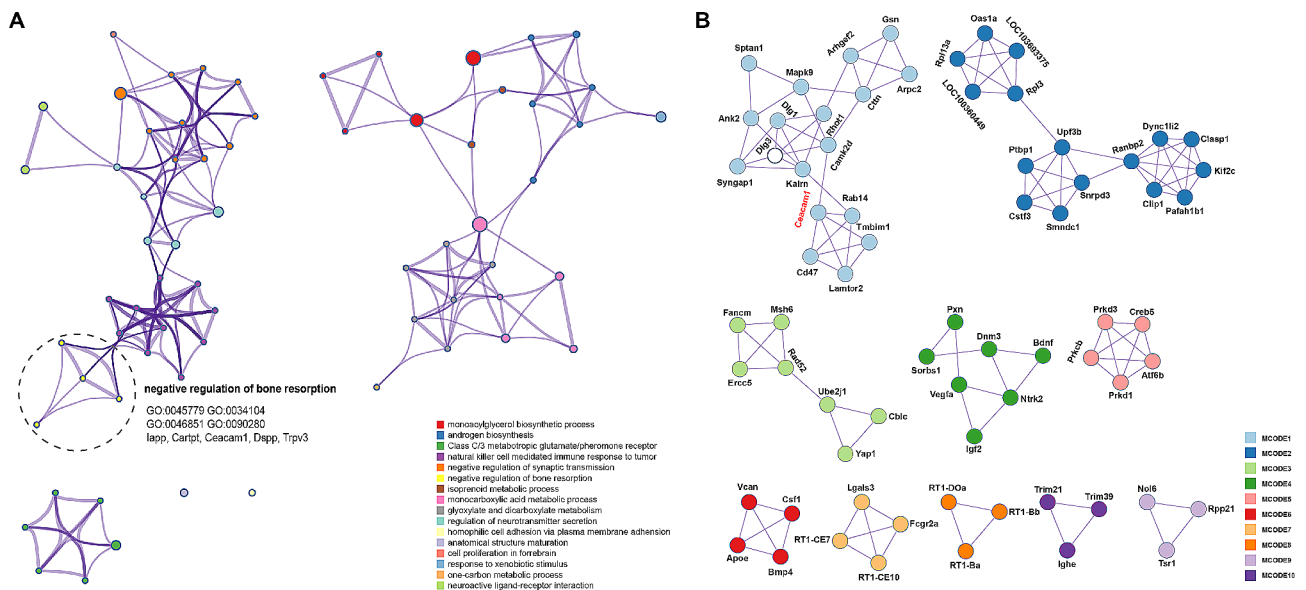 A
negative regulation of bone resorption
GO:0045779 GO:0034104
GO:0046851 GO:0090280
Iapp, Cartpt, Ceacam1, Dspp, Trpv3
monoacylglycerol biosynthetic process
androgen biosynthesis
Class C/3 metabotropic glutamate/pheromone receptor
natural killer cell medidated immune response to tumor
negative regulation of synaptic transmission
negative regulation of bone resorption
isoprenoid metabolic process
monocarboxylic acid metabolic process
glyoxylate and dicarboxylate metabolism
regulation of neurotransmitter secretion
homophilic cell adhesion via plasma membrane adhension
anatomical structure maturation
cell proliferation in forrebrain
response to xenobiotic stimulus
one-carbon metabolic process
neuroactive ligand-receptor interaction
B
Gsn
Arhgef2
Sptan1
Mapk9
Arpc2
Cttn
Ank2
Dlg1
Rhot1
Dlg3
Camk2d
Syngap1
Kalrn
Ceacam1
Rab14
Tmbim1
Cd47
Lamtor2
Oas1a
LOC103693375
Rpl13a
LOC100360449
Rpl3
Upf3b
Dync1li2
Clasp1
Ranbp2
Ptbp1
Kif2c
Snrpd3
Cstf3
Clip1
Pafah1b1
Smndc1
Fancm
Msh6
Rad52
Ercc5
Ube2j1
Cblc
Yap1
Pxn
Dnm3
Bdnf
Sorbs1
Vegfa
Ntrk2
Igf2
Prkd3
Creb5
Prkcb
Atf6b
Prkd1
Vcan
Csf1
Apoe
Bmp4
Lgals3
Fcgr2a
RT1-CE7
RT1-CE10
RT1-DOa
RT1-Bb
RT1-Ba
Trim21
Trim39
Ighe
Nol6
Rpp21
Tsr1
MCODE1
MCODE2
MCODE3
MCODE4
MCODE5
MCODE6
MCODE7
MCODE8
MCODE9
MCODE10